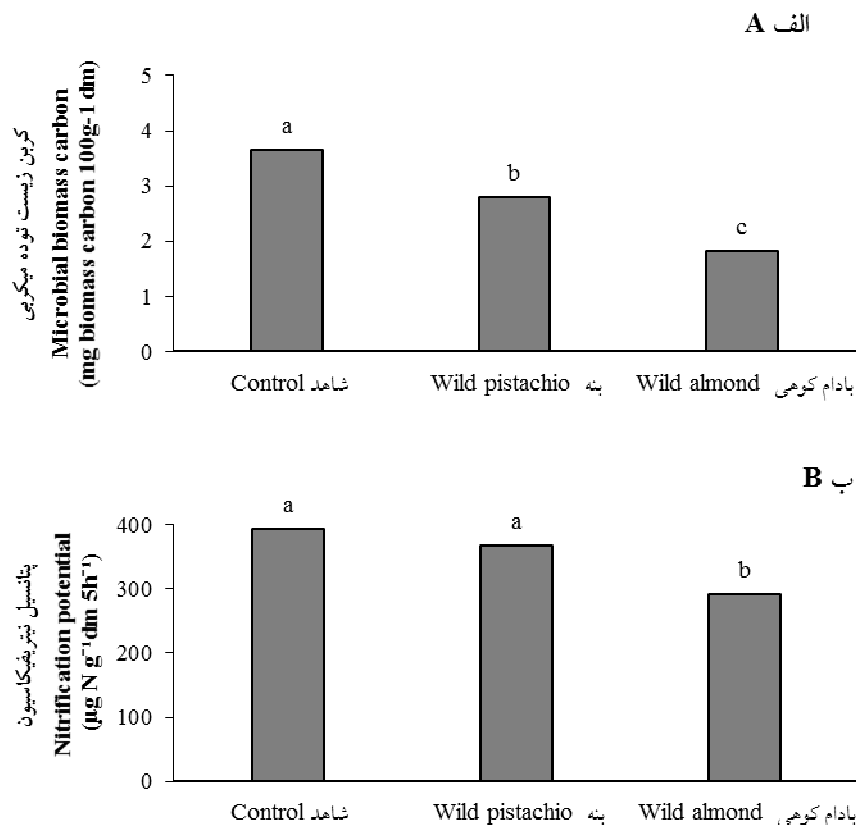 الف A
کربن زیست توده میکربی
Microbial biomass carbon
(mg biomass carbon 100g-1 dm)
5
4
3
2
1
0
a
b
c
Control شاهد
Wild pistachio بنه
Wild almond بادام کوهی
ب B
پتانسیل نیتریفیکاسیون
Nitrification potential
(µg N g⁻¹dm 5h⁻¹)
400
300
200
100
0
a
a
b
Control شاهد
Wild pistachio بنه
Wild almond بادام کوهی